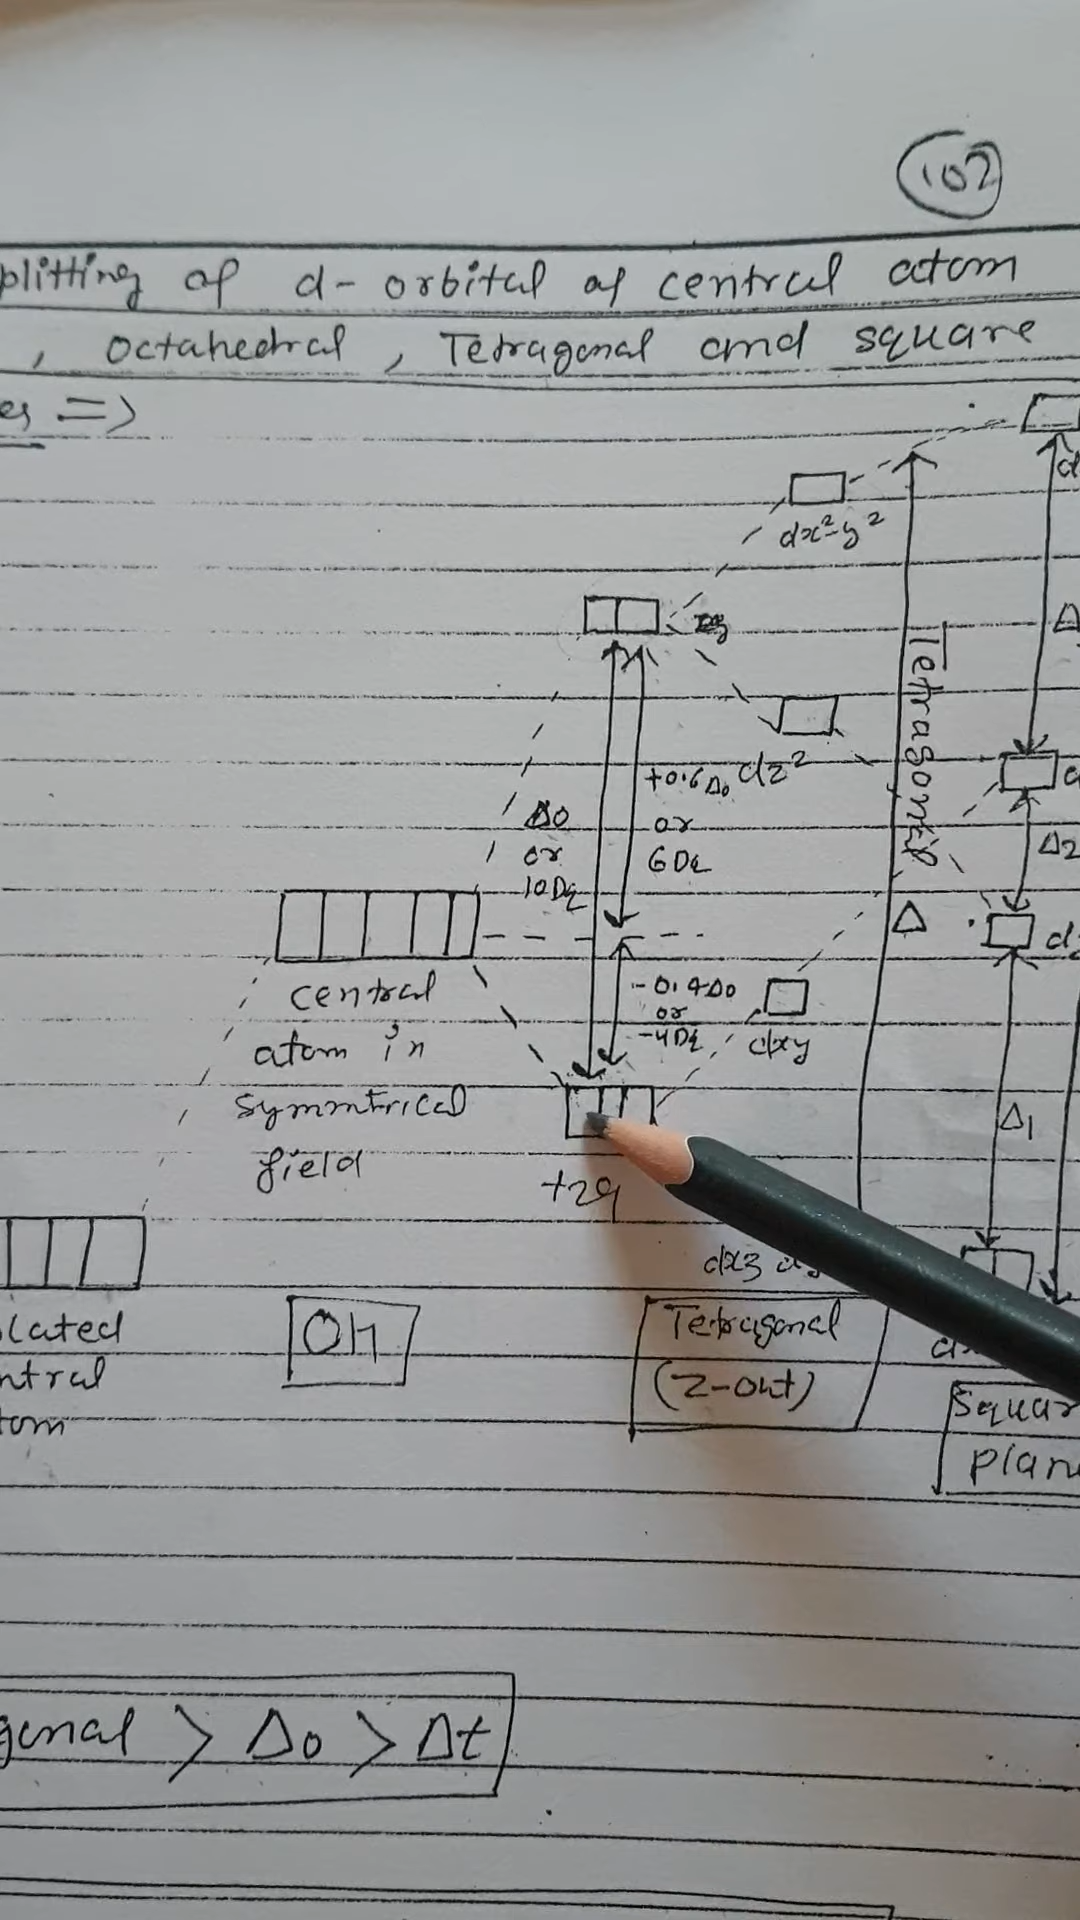 102
plitting of d-orbital of central atom
, octahedral , Tetragonal and square
es =>
dx²-y²
eg
Tetragonal
+0.6Δo dz²
Δo
or
or
10Dq
6Dq
Δ2
Δ
central
atom in
symmtrical
field
-0.4Δo
or
-4Dq
dxy
Δ1
t2g
dxz
lated
ntral
tom
Oh
Tetragonal
(Z-out)
Squar
plan
gonal > Δo > Δt